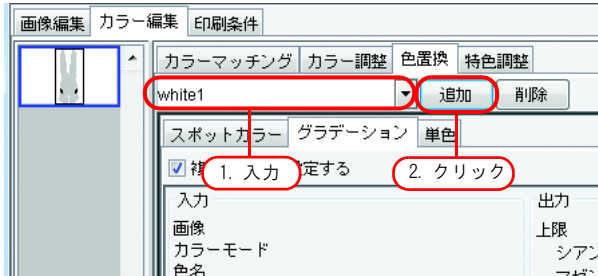 画像編集 カラー編集 印刷条件
カラーマッチング カラー調整 色置換 特色調整
white1 追加 削除
スポットカラー グラデーション 単色
定する
1. 入力 2. クリック
入力 出力
画像 上限
カラーモード シアン
色名